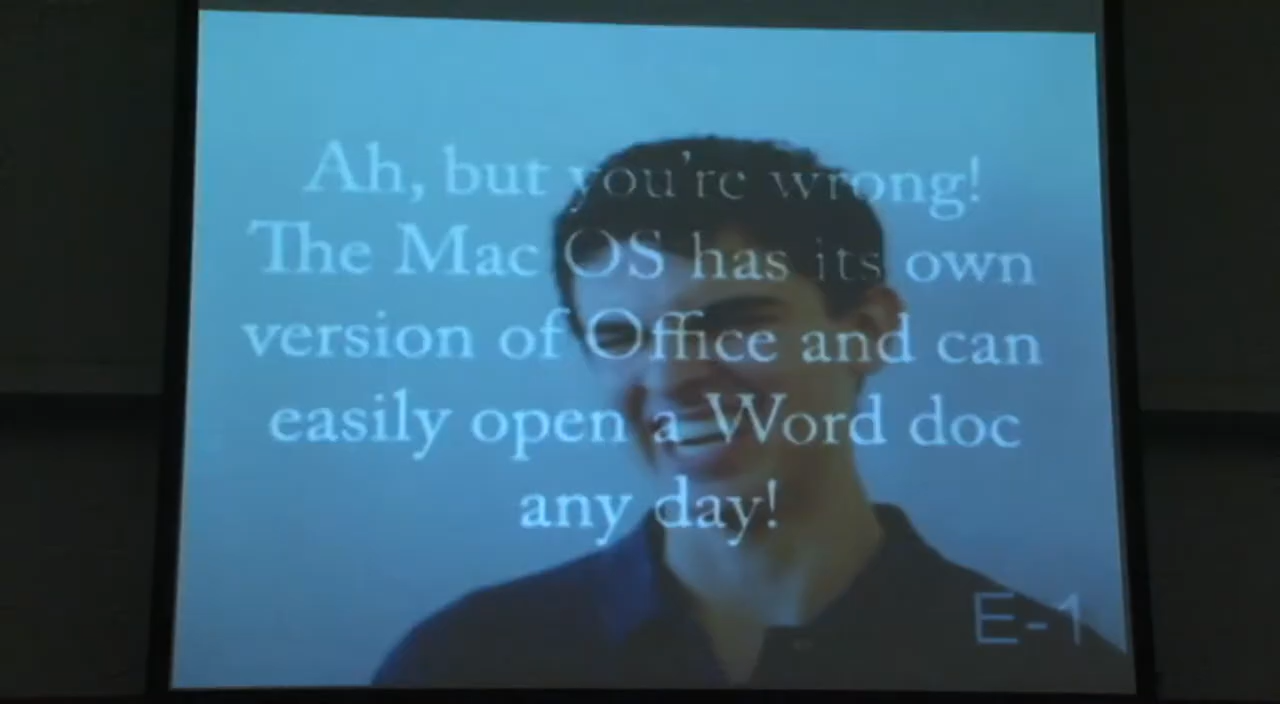 Ah, but you're wrong!
The Mac OS has its own
version of Office and can
easily open a Word doc
any day!
E-1